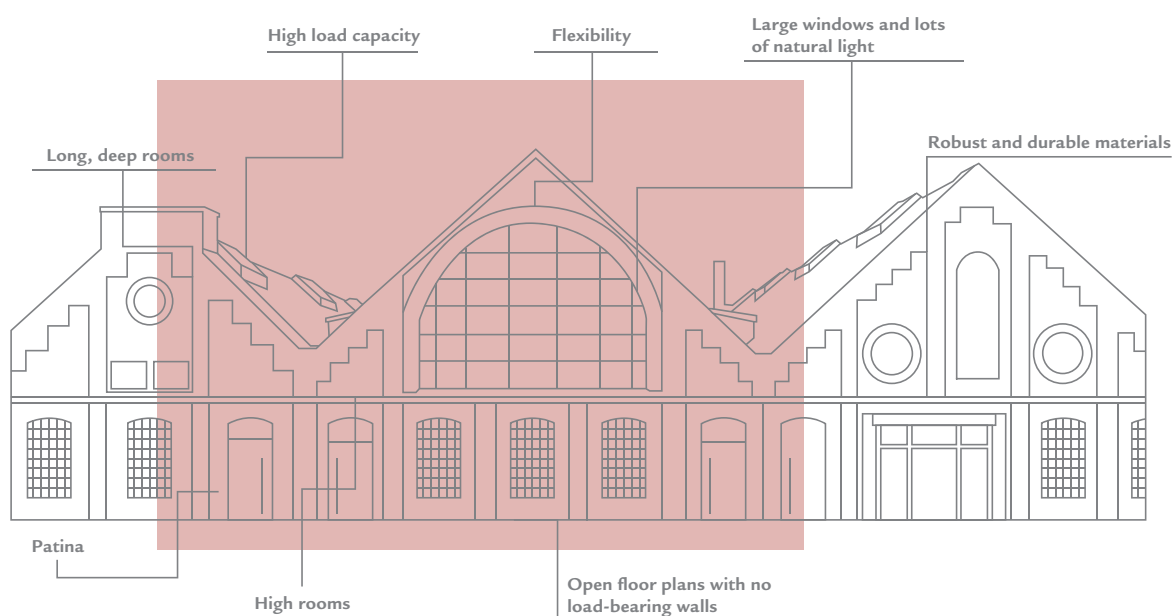 High load capacity
Flexibility
Large windows and lots
of natural light
Long, deep rooms
Robust and durable materials
Patina
High rooms
Open floor plans with no
load-bearing walls